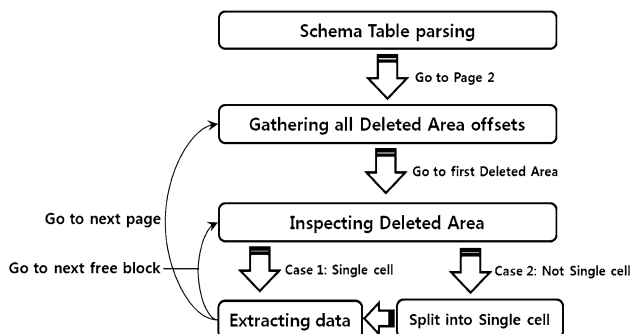 Schema Table parsing
Go to Page 2
Gathering all Deleted Area offsets
Go to first Deleted Area
Go to next page
Inspecting Deleted Area
Go to next free block
Case 1: Single cell
Case 2: Not Single cell
Extracting data
Split into Single cell